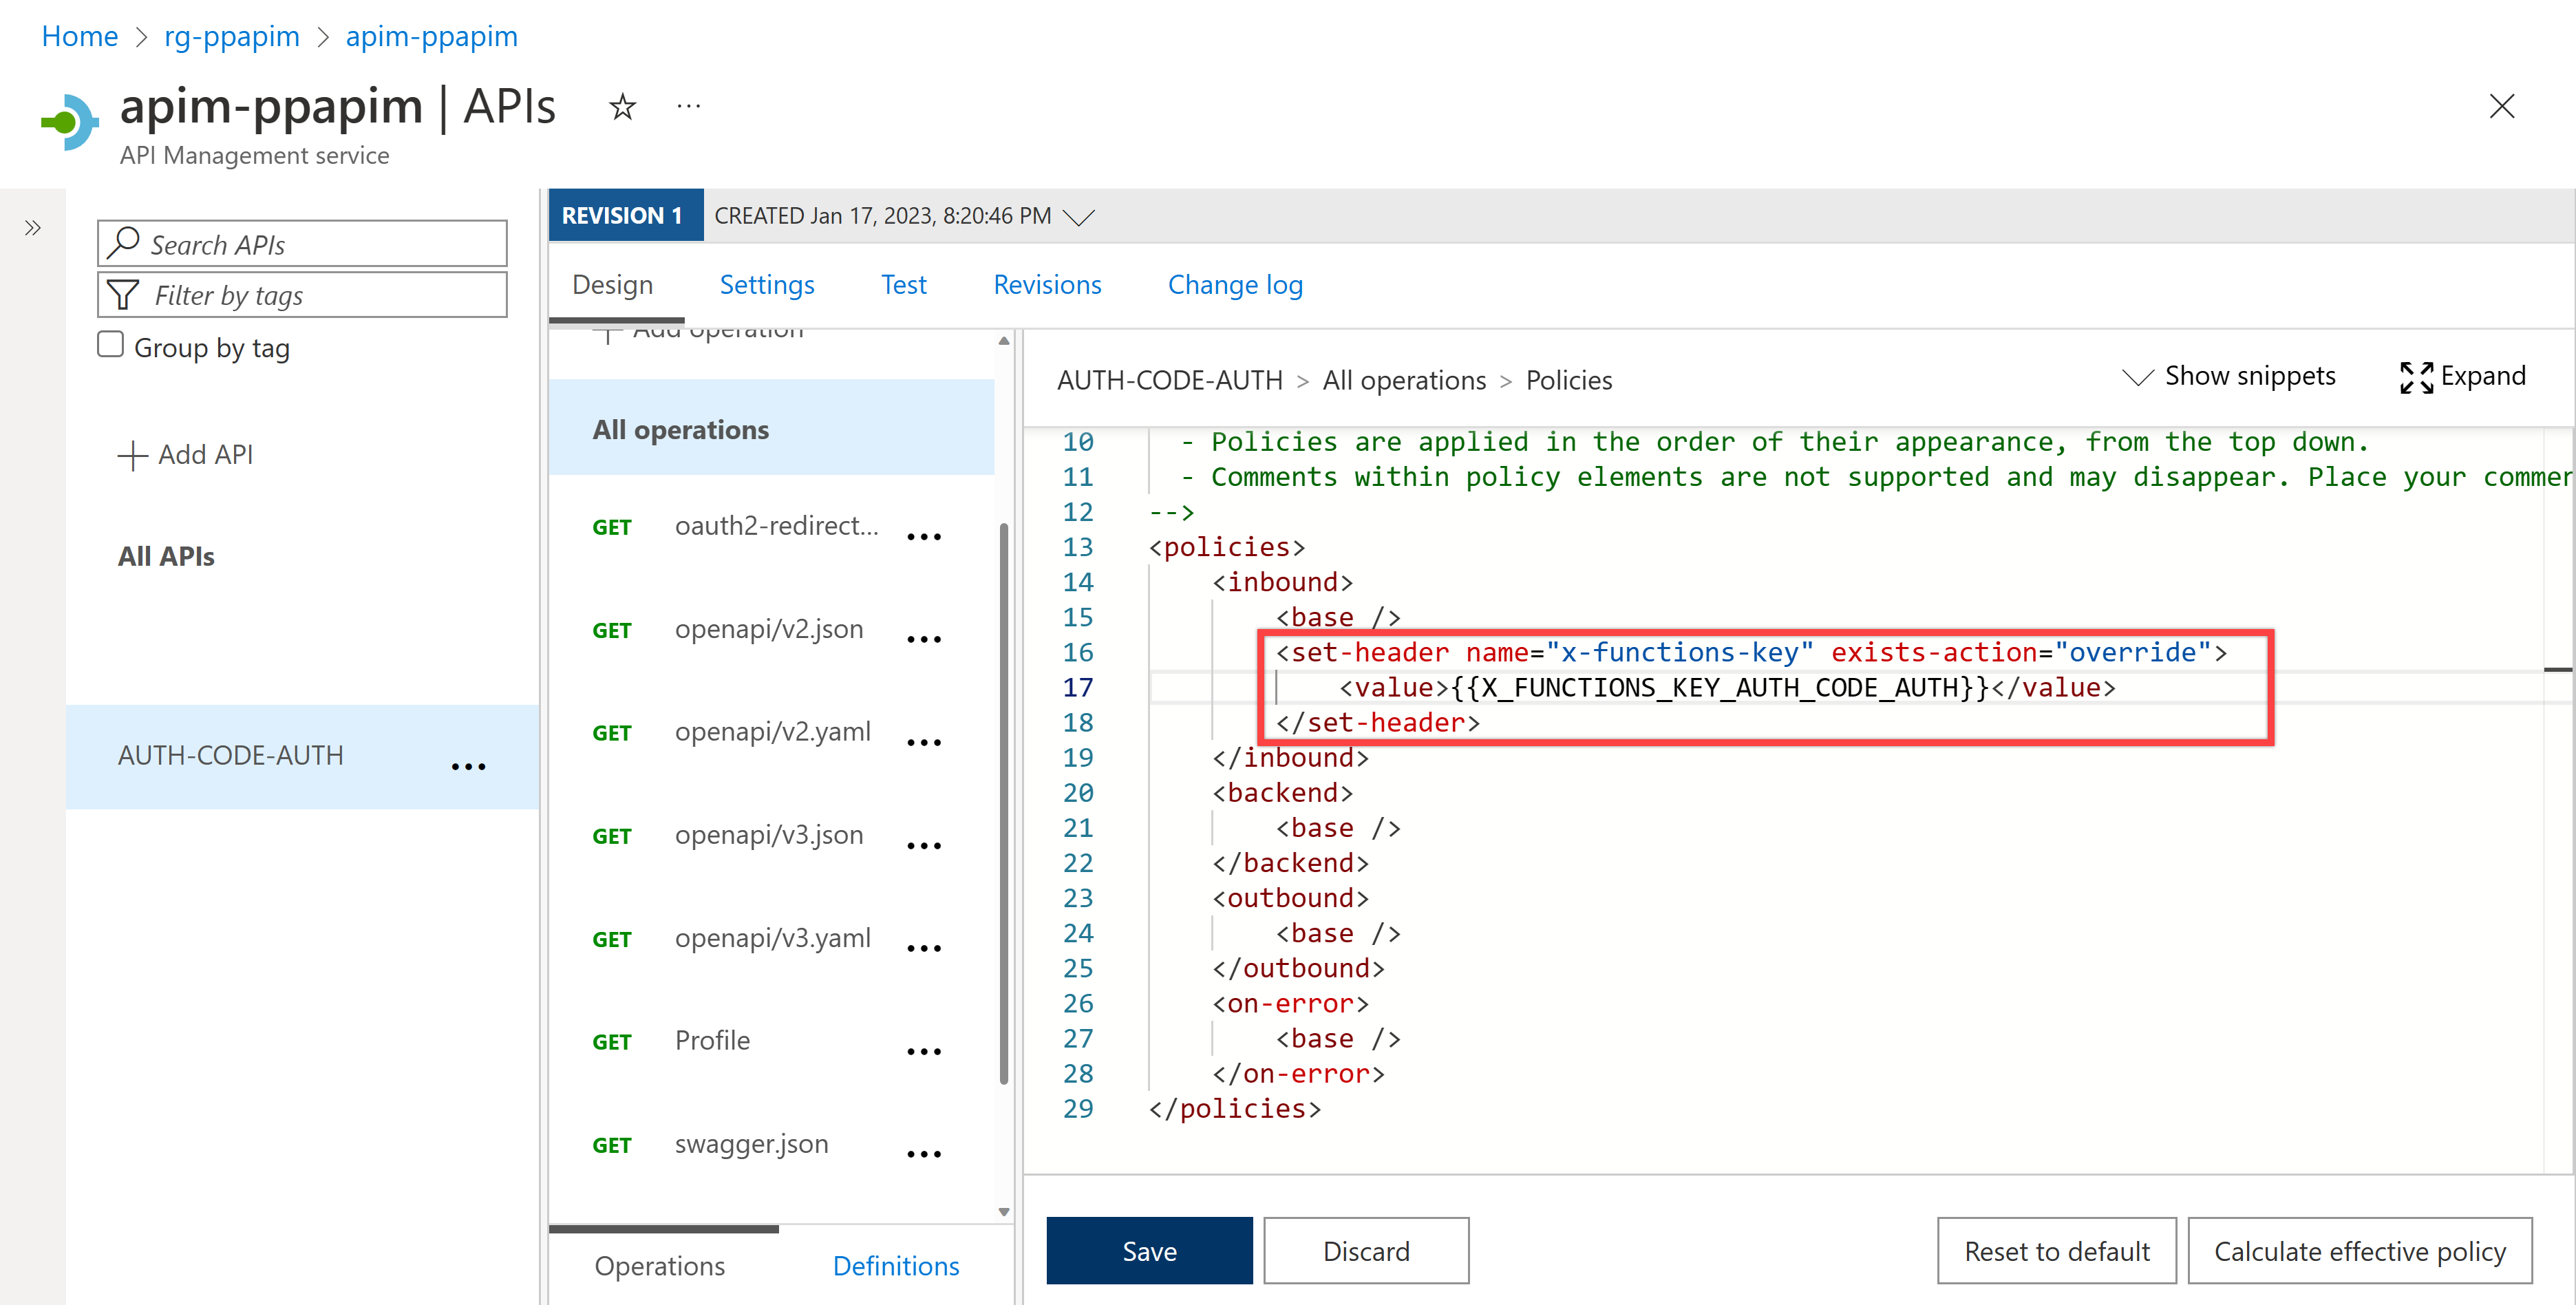 Home > rg-ppapim > apim-ppapim
apim-ppapim | APIs
API Management service
Search APIs
Filter by tags
Group by tag
Add API
All APIs
AUTH-CODE-AUTH
REVISION 1 CREATED Jan 17, 2023, 8:20:46 PM
Design Settings Test Revisions Change log
Add operation
All operations
GET oauth2-redirect...
GET openapi/v2.json
GET openapi/v2.yaml
GET openapi/v3.json
GET openapi/v3.yaml
GET Profile
GET swagger.json
Operations Definitions
AUTH-CODE-AUTH > All operations > Policies
Show snippets Expand
10 - Policies are applied in the order of their appearance, from the top down.
11 - Comments within policy elements are not supported and may disappear. Place your commen
12 -->
13 <policies>
14 <inbound>
15 <base />
16 <set-header name="x-functions-key" exists-action="override">
17 <value>{{X_FUNCTIONS_KEY_AUTH_CODE_AUTH}}</value>
18 </set-header>
19 </inbound>
20 <backend>
21 <base />
22 </backend>
23 <outbound>
24 <base />
25 </outbound>
26 <on-error>
27 <base />
28 </on-error>
29 </policies>
Save Discard Reset to default Calculate effective policy